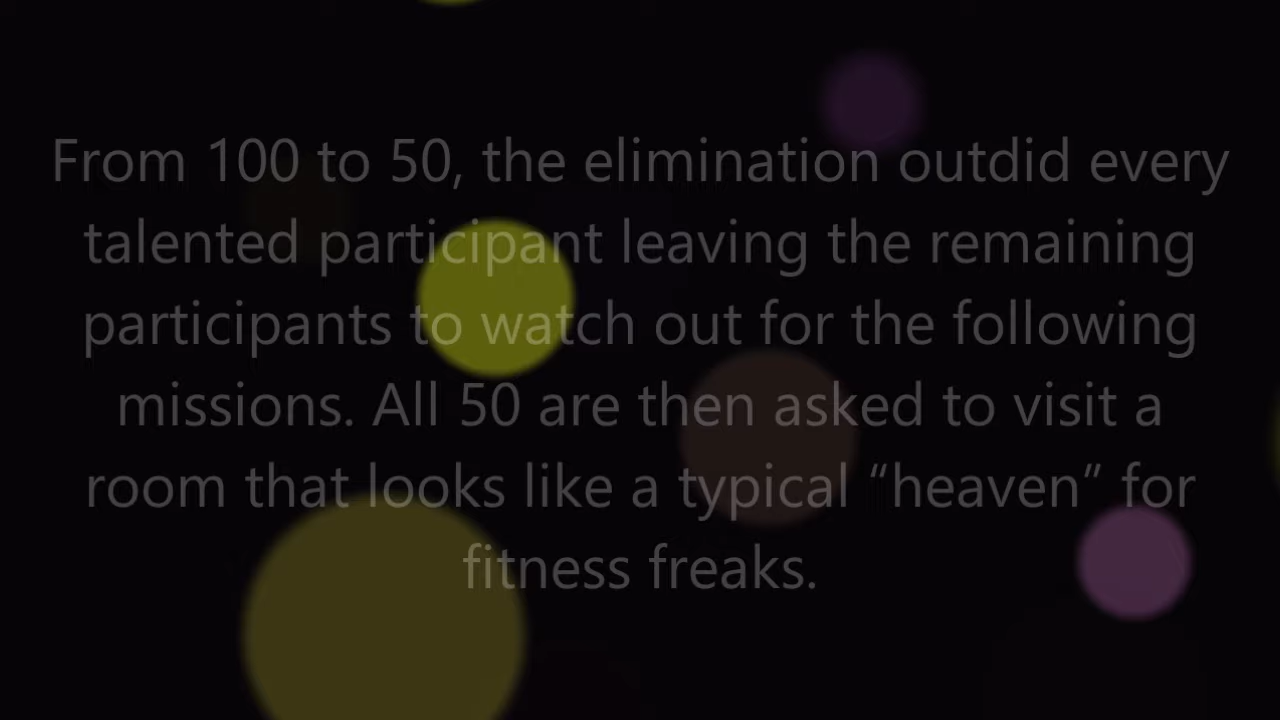 From 100 to 50, the elimination outdid every
talented participant leaving the remaining
participants to watch out for the following
missions. All 50 are then asked to visit a
room that looks like a typical “heaven” for
fitness freaks.